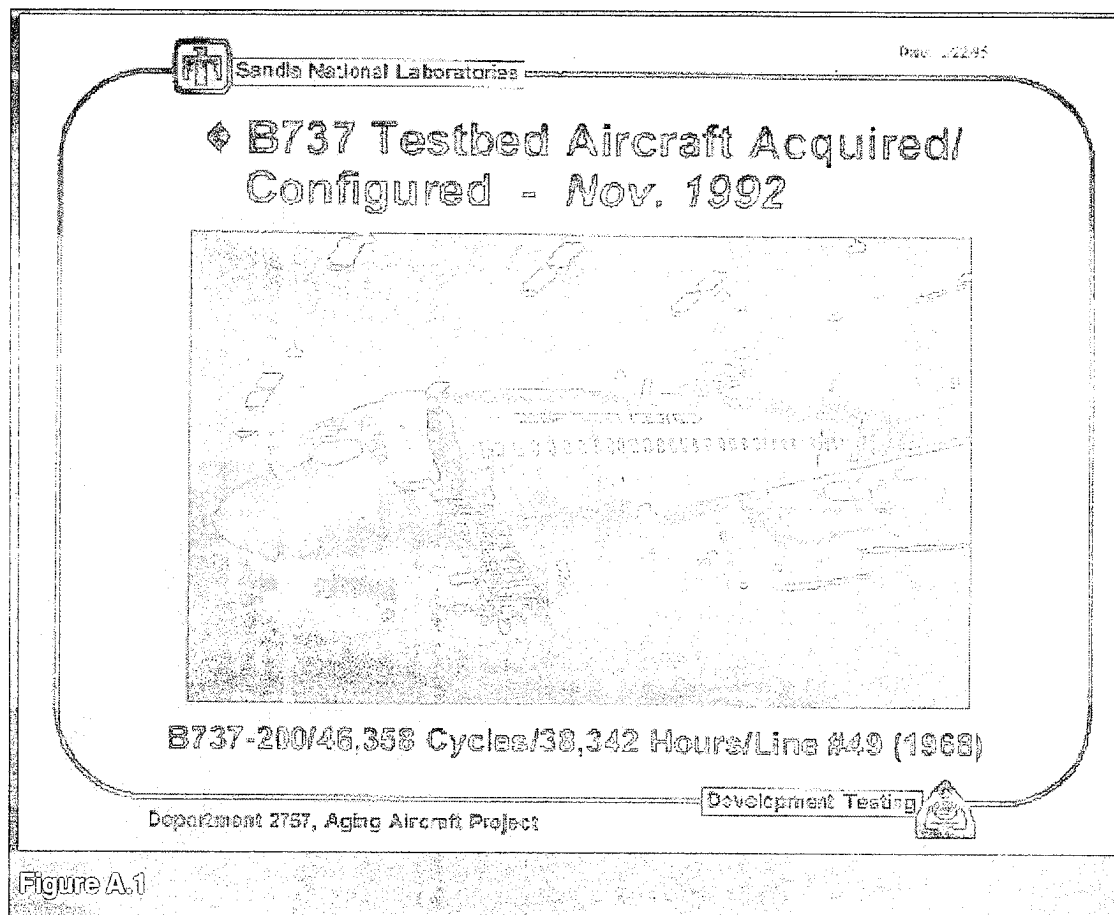 Sandia National Laboratories
B737 Testbed Aircraft Acquired/
Configured - Nov. 1992
B737-200/46,358 Cycles/38,342 Hours/Line #49 (1968)
Development Testing
Department 2757, Aging Aircraft Project
Figure A.1